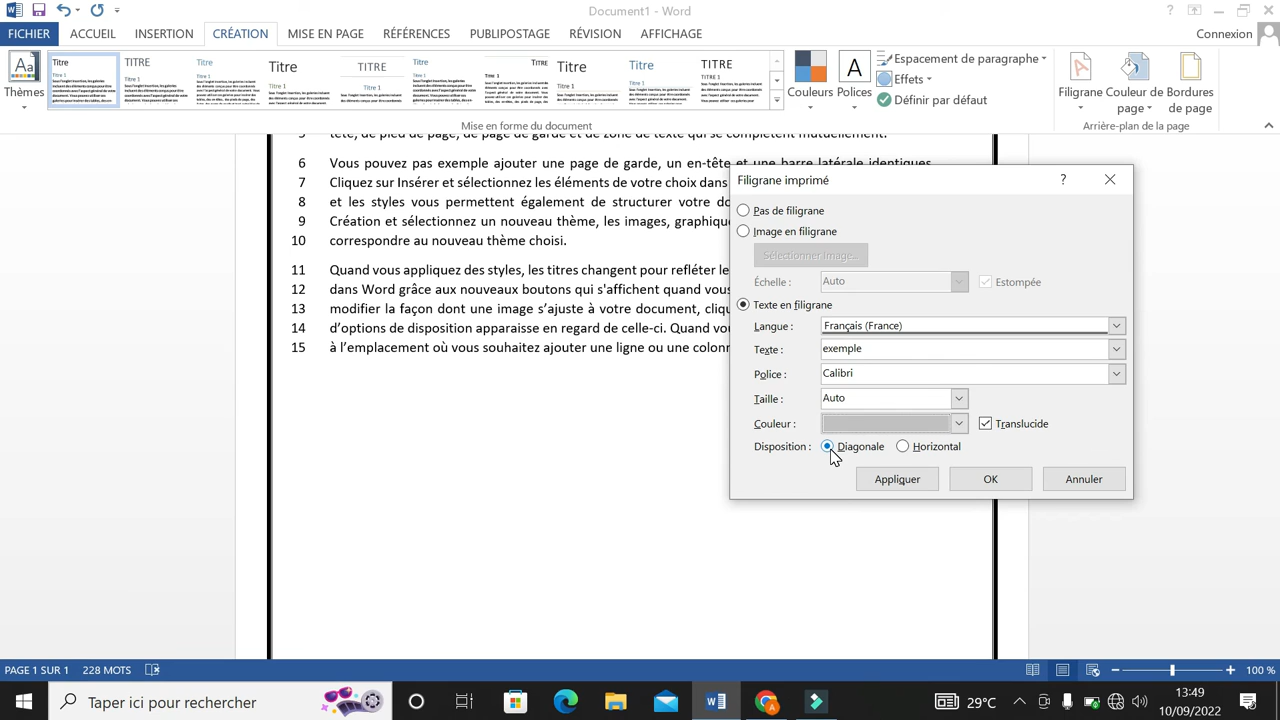 Document1 - Word
FICHIER ACCUEIL INSERTION CRÉATION MISE EN PAGE RÉFÉRENCES PUBLIPOSTAGE RÉVISION AFFICHAGE Connexion
Thèmes
Titre
Titre 1
TITRE
Titre 1
Titre
Titre 1
Titre
Titre 1
TITRE
Titre 1
Titre
Titre 1
TITRE
Titre 1
Titre
Titre 1
Titre
Titre 1
TITRE
TITRE 1
Couleurs Polices
Espacement de paragraphe
Effets
Définir par défaut
Filigrane Couleur de page Bordures de page
Mise en forme du document
Arrière-plan de la page
5 tête, de pied de page, de page de garde et de zone de texte qui se complètent mutuellement.
6 Vous pouvez pas exemple ajouter une page de garde, un en-tête et une barre latérale identiques.
7 Cliquez sur Insérer et sélectionnez les éléments de votre choix dans
8 et les styles vous permettent également de structurer votre do
9 Création et sélectionnez un nouveau thème, les images, graphiqu
10 correspondre au nouveau thème choisi.
11 Quand vous appliquez des styles, les titres changent pour refléter le
12 dans Word grâce aux nouveaux boutons qui s'affichent quand vous
13 modifier la façon dont une image s’ajuste à votre document, cliq
14 d’options de disposition apparaisse en regard de celle-ci. Quand vou
15 à l’emplacement où vous souhaitez ajouter une ligne ou une colonn
Filigrane imprimé
?
Pas de filigrane
Image en filigrane
Sélectionner image...
Échelle : Auto Estompée
Texte en filigrane
Langue : Français (France)
Texte : exemple
Police : Calibri
Taille : Auto
Couleur : Translucide
Disposition : Diagonale Horizontal
Appliquer OK Annuler
PAGE 1 SUR 1 228 MOTS 100 %
Taper ici pour rechercher
29°C
13:49
10/09/2022